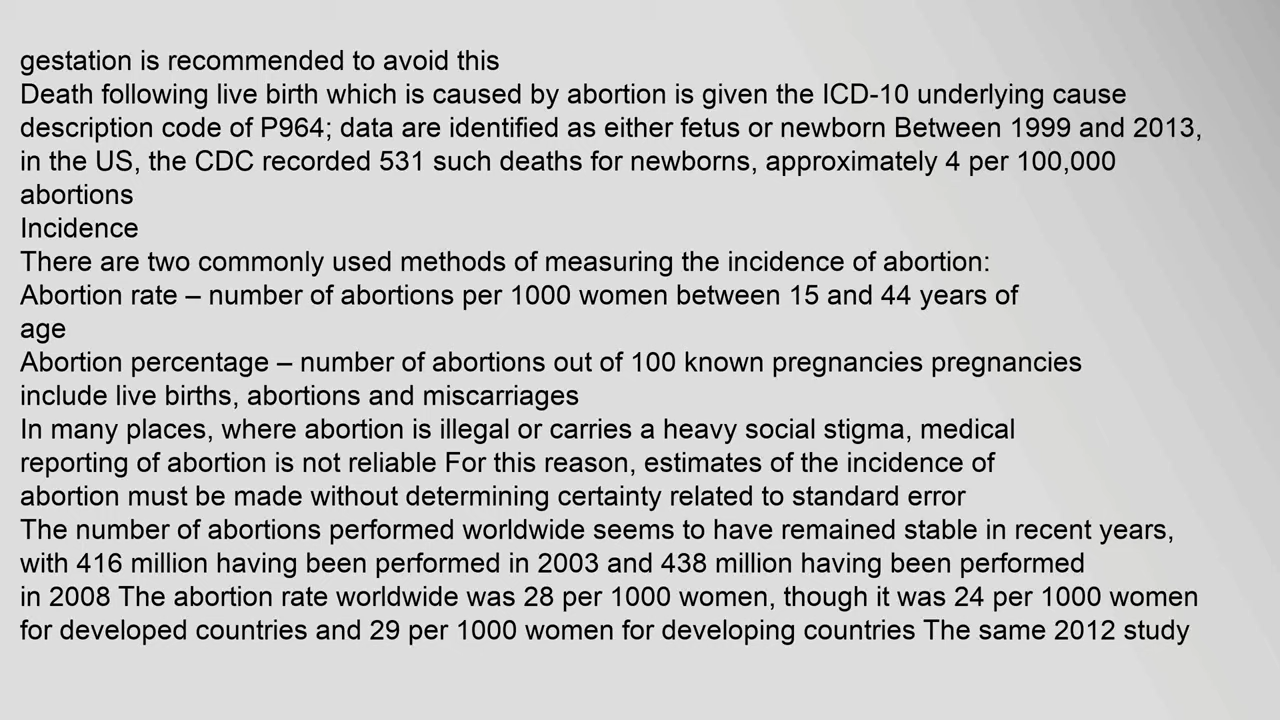 gestation is recommended to avoid this
Death following live birth which is caused by abortion is given the ICD-10 underlying cause
description code of P964; data are identified as either fetus or newborn Between 1999 and 2013,
in the US, the CDC recorded 531 such deaths for newborns, approximately 4 per 100,000
abortions
Incidence
There are two commonly used methods of measuring the incidence of abortion:
Abortion rate – number of abortions per 1000 women between 15 and 44 years of
age
Abortion percentage – number of abortions out of 100 known pregnancies pregnancies
include live births, abortions and miscarriages
In many places, where abortion is illegal or carries a heavy social stigma, medical
reporting of abortion is not reliable For this reason, estimates of the incidence of
abortion must be made without determining certainty related to standard error
The number of abortions performed worldwide seems to have remained stable in recent years,
with 416 million having been performed in 2003 and 438 million having been performed
in 2008 The abortion rate worldwide was 28 per 1000 women, though it was 24 per 1000 women
for developed countries and 29 per 1000 women for developing countries The same 2012 study